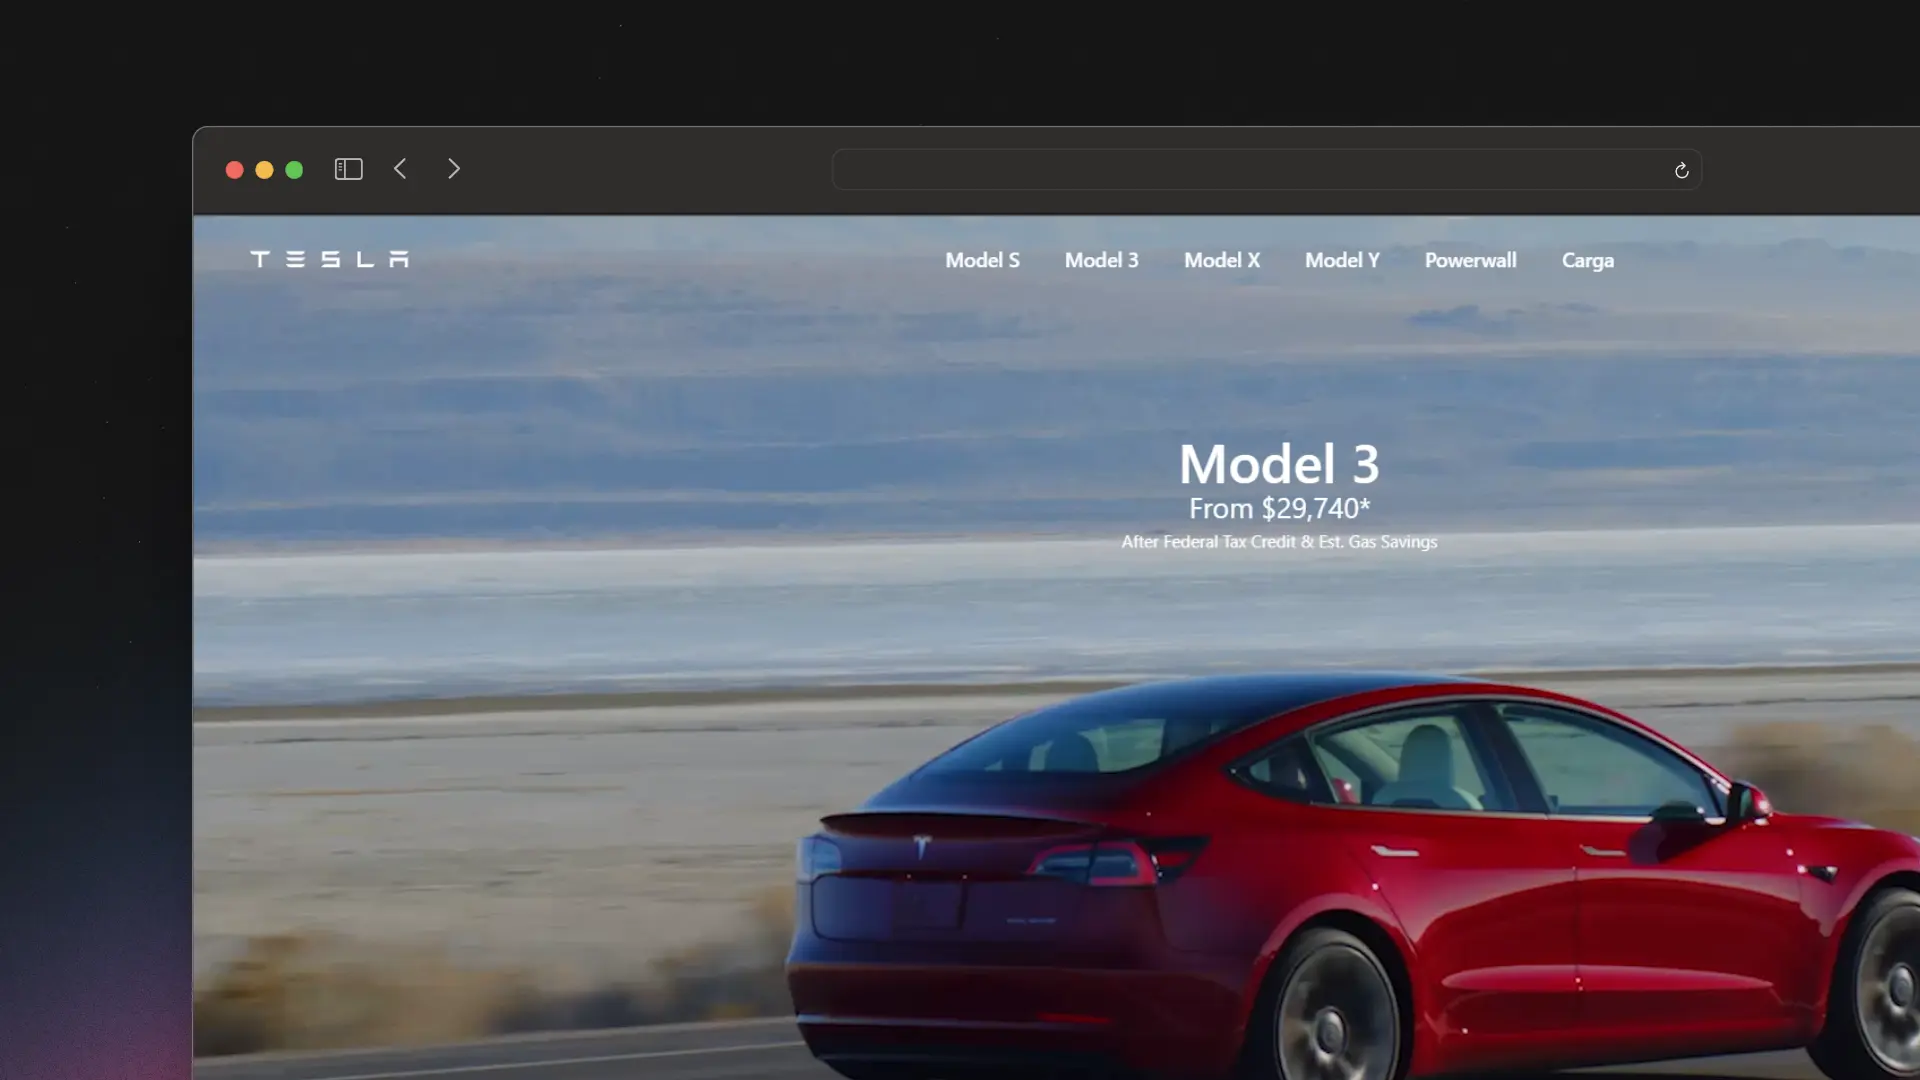 TESLA
Model S Model 3 Model X Model Y Powerwall Carga
Model 3
From $29,740*
After Federal Tax Credit & Est. Gas Savings